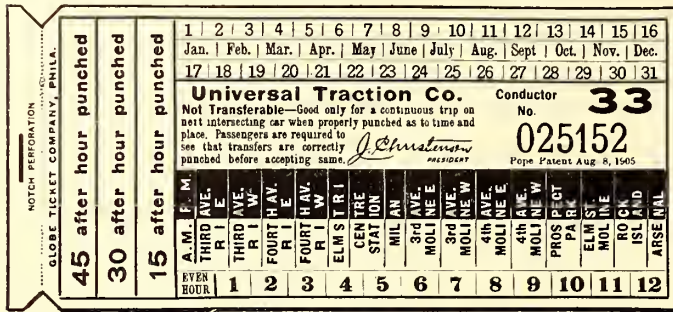 NOTCH PERFORATION
GLOBE TICKET COMPANY, PHILA.
45 after hour punched
30 after hour punched
15 after hour punched
1 | 2 | 3 | 4 | 5 | 6 | 7 | 8 | 9 | 10 | 11 | 12 | 13 | 14 | 15 | 16
Jan. | Feb. | Mar. | Apr. | May | June | July | Aug. | Sept | Oct. | Nov. | Dec.
17 | 18 | 19 | 20 | 21 | 22 | 23 | 24 | 25 | 26 | 27 | 28 | 29 | 30 | 31
Universal Traction Co.
Not Transferable—Good only for a continuous trip on
next intersecting car when properly punched as to time and
place. Passengers are required to
see that transfers are correctly
punched before accepting same.
J. Christenson
PRESIDENT
Conductor
No.
33
025152
Pope Patent Aug. 8, 1905
A.M. P.M.
THIRD AVE.
R I E
THIRD AVE.
R I W
FOURTH AV.
R I E
FOURTH AV.
R I W
ELM ST R I
CENTRE
STATION
MILAN
3rd AVE.
MOLINE E
3rd AVE.
MOLINE W
4th AVE.
MOLINE E
4th AVE.
MOLINE W
PROSPECT
PARK
ELM ST.
MOLINE
ROCK
ISLAND
ARSENAL
EVEN
HOUR
1 2 3 4 5 6 7 8 9 10 11 12